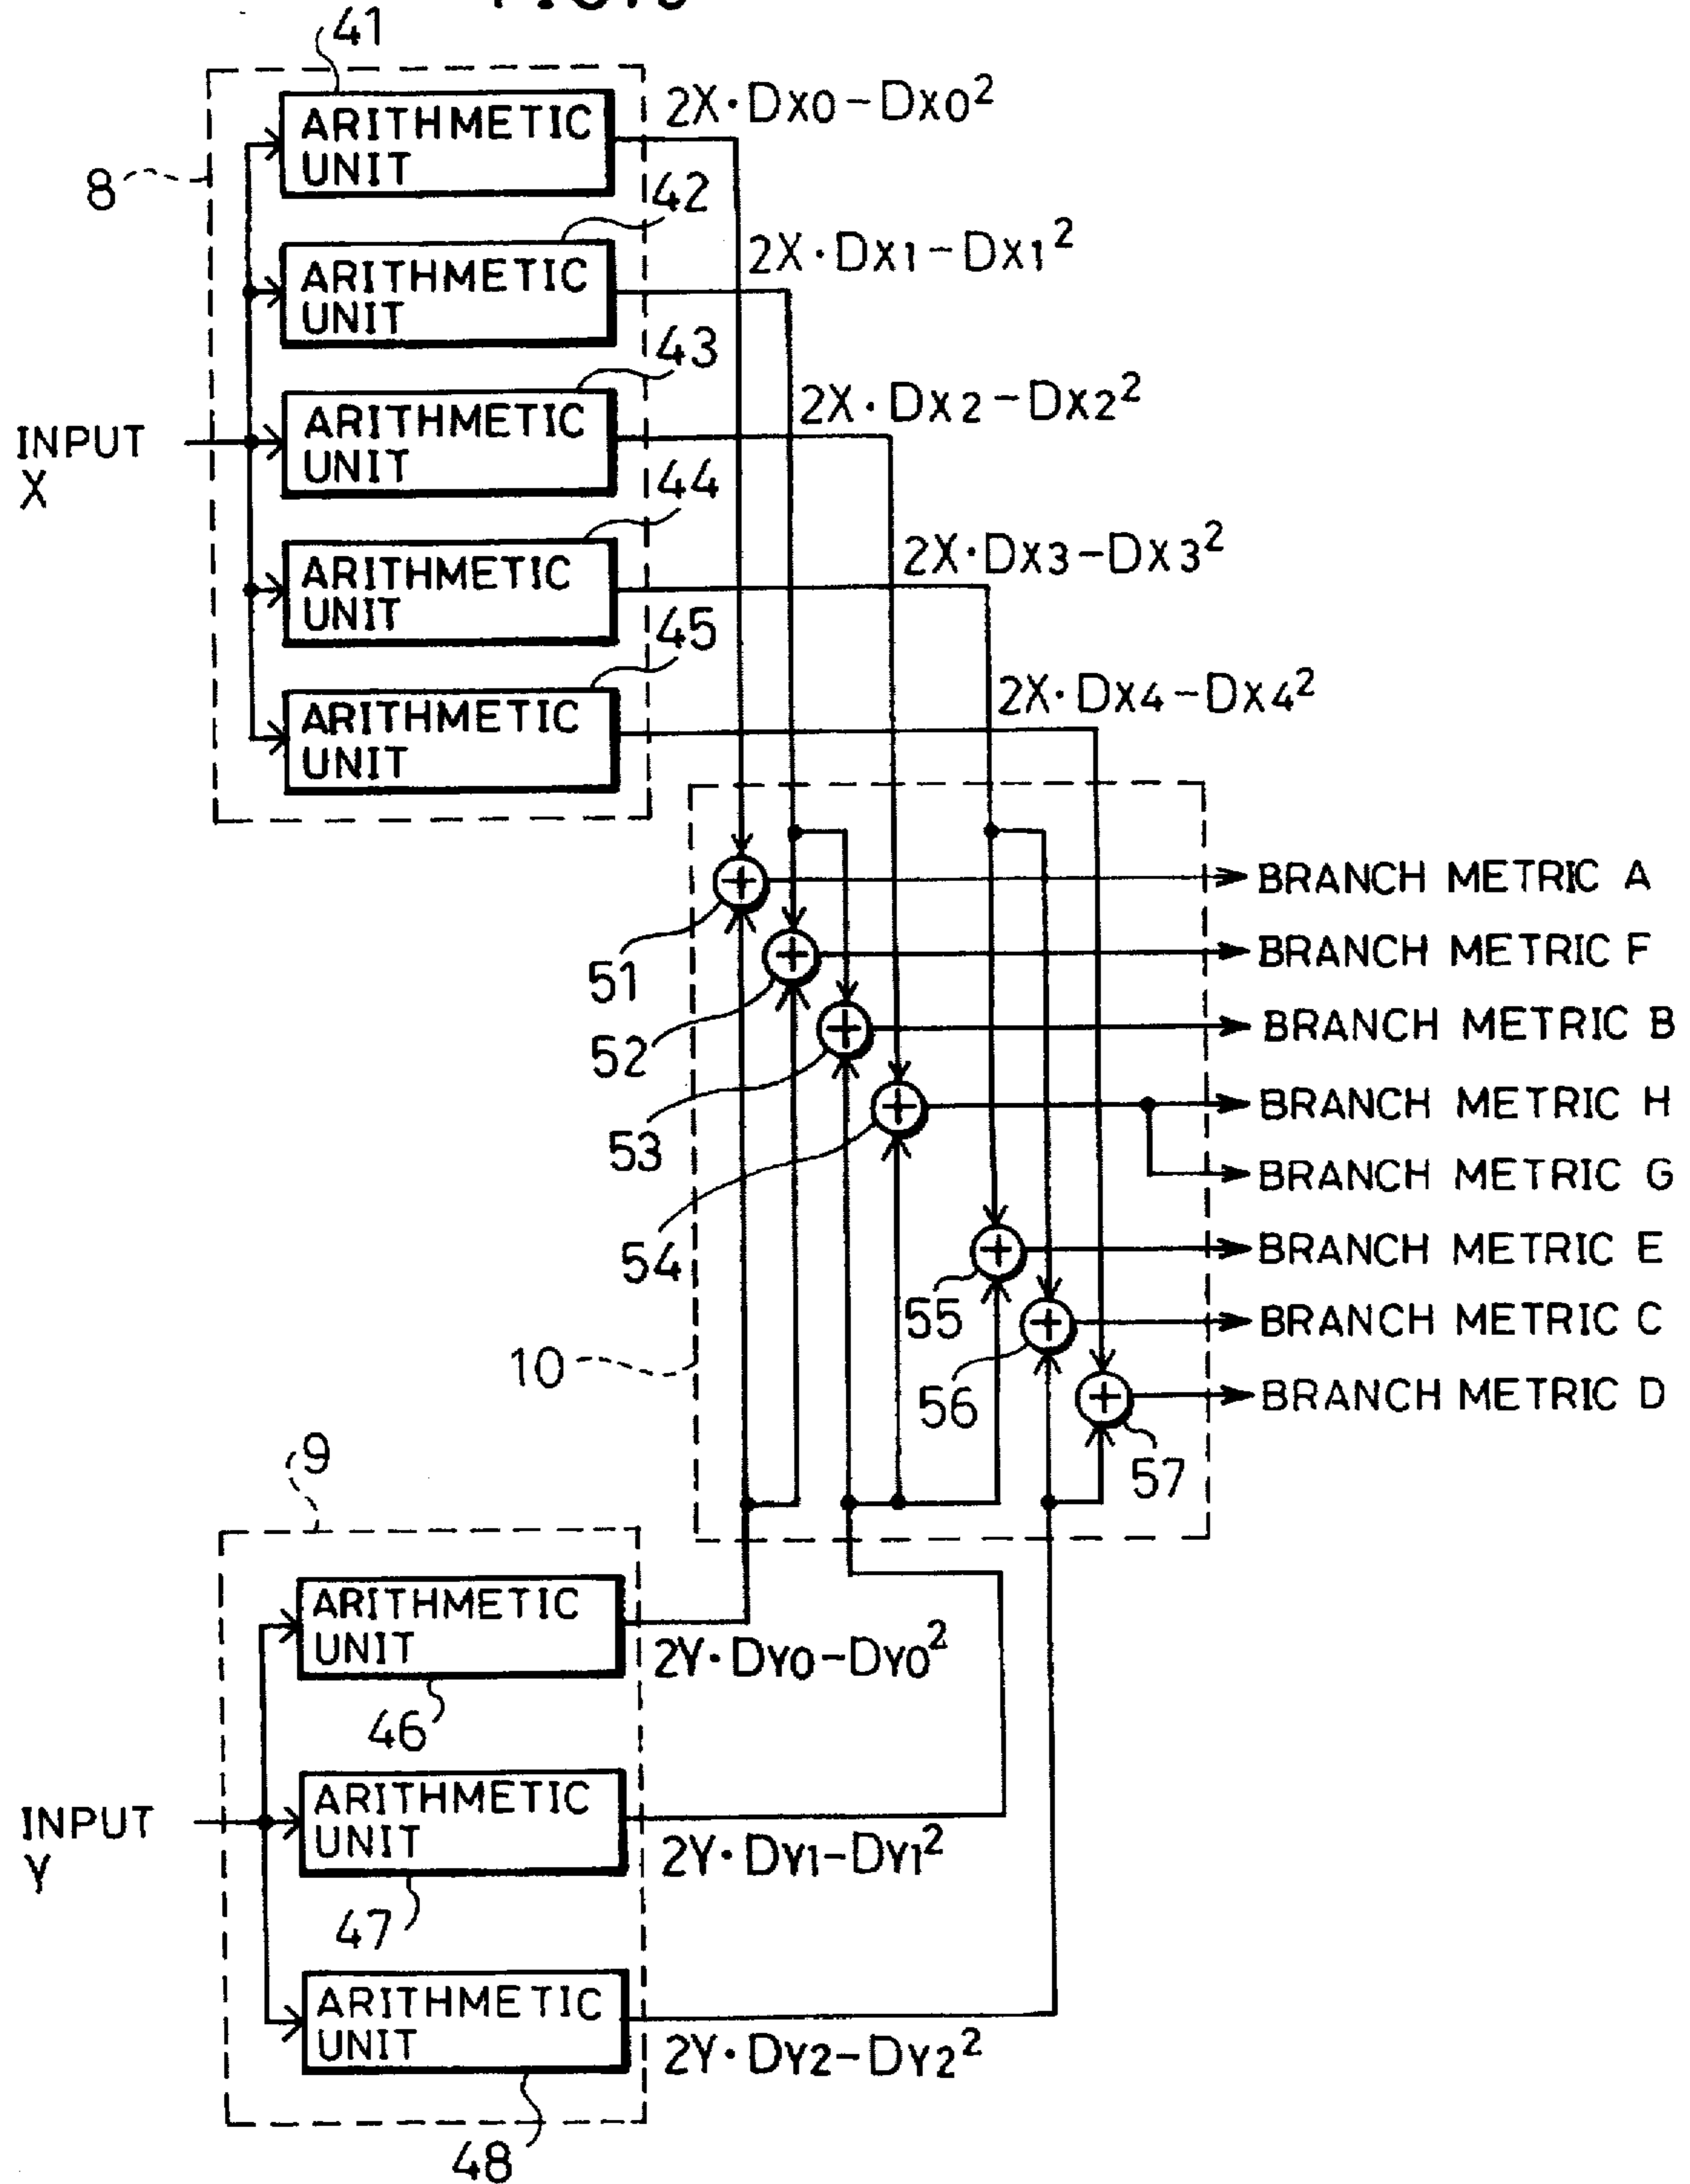 41
ARITHMETIC
UNIT
2X·DX0−DX0²
8
42
ARITHMETIC
UNIT
2X·DX1−DX1²
43
INPUT
X
ARITHMETIC
UNIT
2X·DX2−DX2²
44
ARITHMETIC
UNIT
2X·DX3−DX3²
45
ARITHMETIC
UNIT
2X·DX4−DX4²
51
52
53
54
55
56
57
10
BRANCH METRIC A
BRANCH METRIC F
BRANCH METRIC B
BRANCH METRIC H
BRANCH METRIC G
BRANCH METRIC E
BRANCH METRIC C
BRANCH METRIC D
9
ARITHMETIC
UNIT
2Y·DY0−DY0²
46
INPUT
Y
ARITHMETIC
UNIT
2Y·DY1−DY1²
47
ARITHMETIC
UNIT
2Y·DY2−DY2²
48